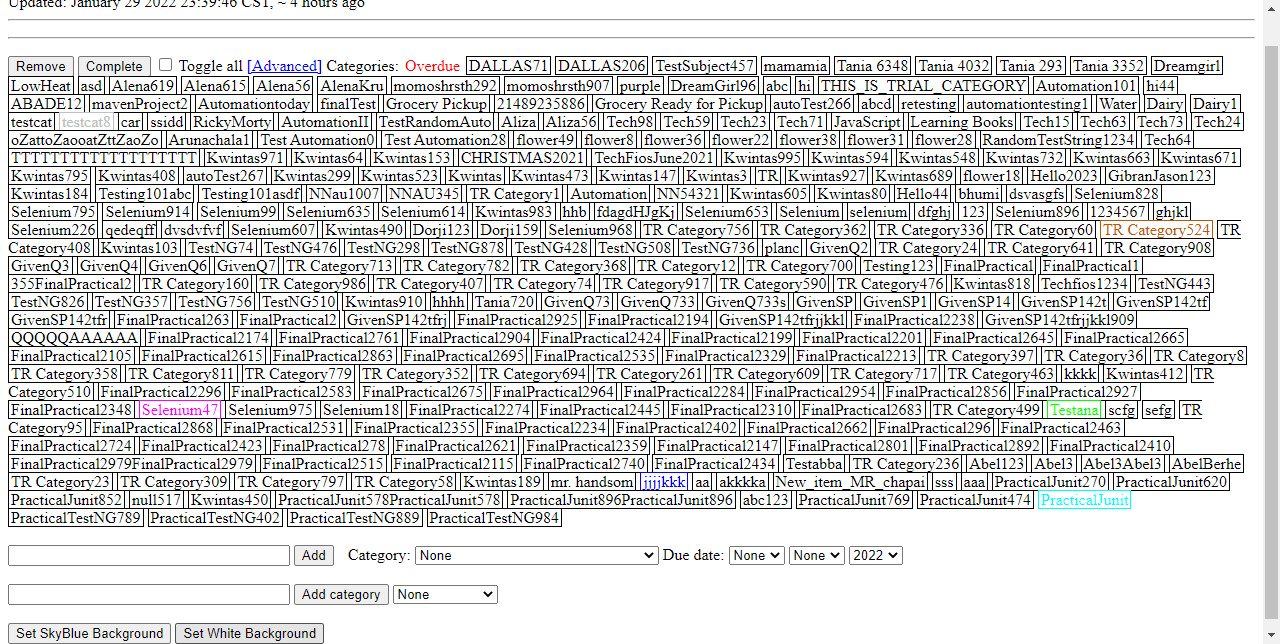 Updated: January 29 2022 23:39:46 CST, ~ 4 hours ago
Remove Complete Toggle all [Advanced] Categories: Overdue DALLAS71 DALLAS206 TestSubject457 mamamia Tania 6348 Tania 4032 Tania 293 Tania 3352 Dreamgirl
LowHeat asd Alena619 Alena615 Alena56 AlenaKru momoshrsth292 momoshrsth907 purple DreamGirl96 abc hi THIS_IS_TRIAL_CATEGORY Automation101 hi44
ABADE12 mavenProject2 Automationtoday finalTest Grocery Pickup 21489235886 Grocery Ready for Pickup autoTest266 abcd retesting automationtesting1 Water Dairy Dairy1
testcat testcat8 car ssidd RickyMorty AutomationII TestRandomAuto Aliza Aliza56 Tech98 Tech59 Tech23 Tech71 JavaScript Learning Books Tech15 Tech63 Tech73 Tech24
oZattoZaooatZttZaoZo Arunachala1 Test Automation0 Test Automation28 flower49 flower8 flower36 flower22 flower38 flower31 flower28 RandomTestString1234 Tech64
TTTTTTTTTTTTTTTTTTT Kwintas971 Kwintas64 Kwintas153 CHRISTMAS2021 TechFiosJune2021 Kwintas995 Kwintas594 Kwintas548 Kwintas732 Kwintas663 Kwintas671
Kwintas795 Kwintas408 autoTest267 Kwintas299 Kwintas523 Kwintas Kwintas473 Kwintas147 Kwintas3 TR Kwintas927 Kwintas689 flower18 Hello2023 GibranJason123
Kwintas184 Testing101abc Testing101asdf NNau1007 NNAU345 TR Category1 Automation NN54321 Kwintas605 Kwintas80 Hello44 bhumi dsvasgfs Selenium828
Selenium795 Selenium914 Selenium99 Selenium635 Selenium614 Kwintas983 hhb fdagdHJgKj Selenium653 Selenium selenium dfghj 123 Selenium896 1234567 ghjkl
Selenium226 qedeqff dvsdvfvf Selenium607 Kwintas490 Dorji123 Dorji159 Selenium968 TR Category756 TR Category362 TR Category336 TR Category60 TR Category524 TR
Category408 Kwintas103 TestNG74 TestNG476 TestNG298 TestNG878 TestNG428 TestNG508 TestNG736 planc GivenQ2 TR Category24 TR Category641 TR Category908
GivenQ3 GivenQ4 GivenQ6 GivenQ7 TR Category713 TR Category782 TR Category368 TR Category12 TR Category700 Testing123 FinalPractical FinalPractical1
355FinalPractical2 TR Category160 TR Category986 TR Category407 TR Category74 TR Category917 TR Category590 TR Category476 Kwintas818 Techfios1234 TestNG443
TestNG826 TestNG357 TestNG756 TestNG510 Kwintas910 hhhh Tania720 GivenQ73 GivenQ733 GivenQ733s GivenSP GivenSP1 GivenSP14 GivenSP142t GivenSP142tf
GivenSP142tfr FinalPractical263 FinalPractical2 GivenSP142tfrj FinalPractical2925 FinalPractical2194 GivenSP142tfrjjkkl FinalPractical2238 GivenSP142tfrjjkkl909
QQQQQAAAAAA FinalPractical2174 FinalPractical2761 FinalPractical2904 FinalPractical2424 FinalPractical2199 FinalPractical2201 FinalPractical2645 FinalPractical2665
FinalPractical2105 FinalPractical2615 FinalPractical2863 FinalPractical2695 FinalPractical2535 FinalPractical2329 FinalPractical2213 TR Category397 TR Category36 TR Category8
TR Category358 TR Category811 TR Category779 TR Category352 TR Category694 TR Category261 TR Category609 TR Category717 TR Category463 kkkk Kwintas412 TR
Category510 FinalPractical2296 FinalPractical2583 FinalPractical2675 FinalPractical2964 FinalPractical2284 FinalPractical2954 FinalPractical2856 FinalPractical2927
FinalPractical2348 Selenium47 Selenium975 Selenium18 FinalPractical2274 FinalPractical2445 FinalPractical2310 FinalPractical2683 TR Category499 Testana scfg sefg TR
Category95 FinalPractical2868 FinalPractical2531 FinalPractical2355 FinalPractical2234 FinalPractical2402 FinalPractical2662 FinalPractical296 FinalPractical2463
FinalPractical2724 FinalPractical2423 FinalPractical278 FinalPractical2621 FinalPractical2359 FinalPractical2147 FinalPractical2801 FinalPractical2892 FinalPractical2410
FinalPractical2979FinalPractical2979 FinalPractical2515 FinalPractical2115 FinalPractical2740 FinalPractical2434 Testabba TR Category236 Abel123 Abel3 Abel3Abel3 AbelBerhe
TR Category23 TR Category309 TR Category797 TR Category58 Kwintas189 mr. handsom jjjjkkk aa akkkka New_item_MR_chapai sss aaa PracticalJunit270 PracticalJunit620
PracticalJunit852 null517 Kwintas450 PracticalJunit578PracticalJunit578 PracticalJunit896PracticalJunit896 abc123 PracticalJunit769 PracticalJunit474 PracticalJunit
PracticalTestNG789 PracticalTestNG402 PracticalTestNG889 PracticalTestNG984
Add Category: None Due date: None None 2022
Add category None
Set SkyBlue Background Set White Background